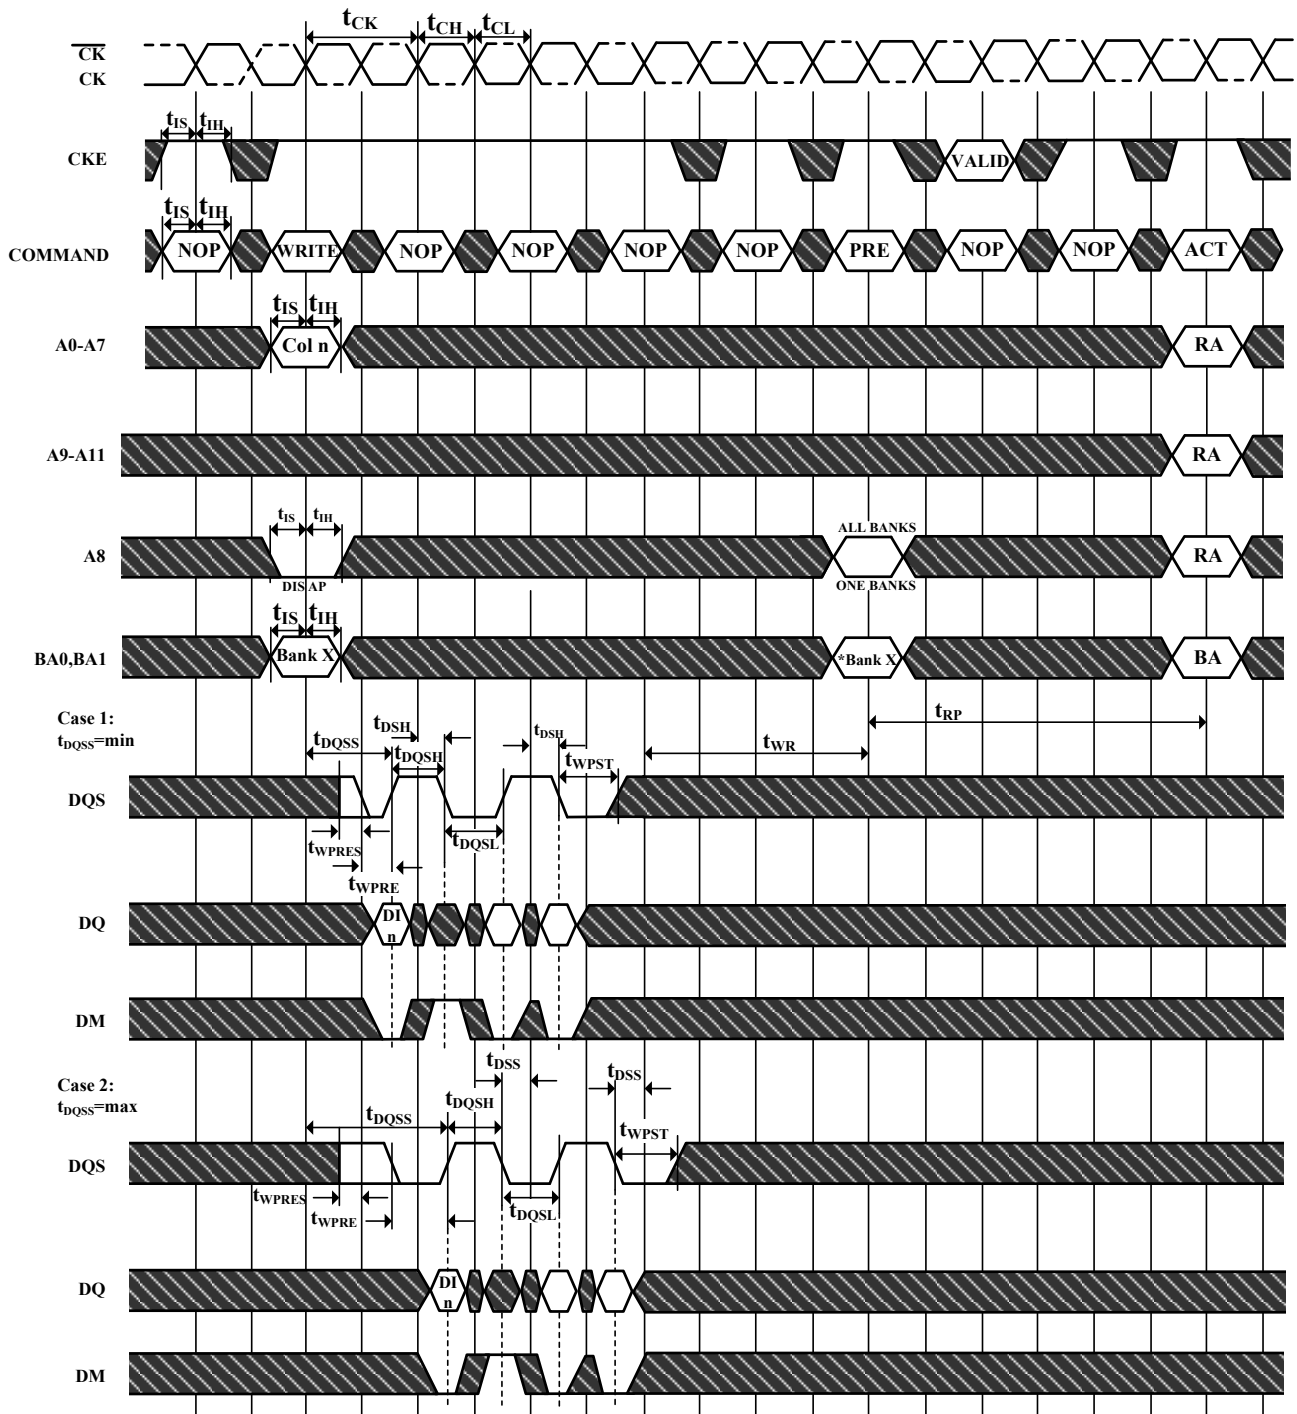 tCK tCH tCL
CK
CK
tIS tIH
CKE VALID
tIS tIH
COMMAND NOP WRITE NOP NOP NOP NOP PRE NOP NOP ACT
tIS tIH
A0-A7 Col n RA
A9-A11 RA
tIS tIH ALL BANKS
A8 RA
DIS AP ONE BANKS
tIS tIH
BA0,BA1 Bank X *Bank X BA
Case 1:
tDQSS=min
tDSH tDSH tRP
tDQSS tDQSH tWPST tWR
DQS
tWPRES tDQSL
tWPRE
DQ DI n
DM
tDSS tDSS
Case 2:
tDQSS=max
tDQSS tDQSH tWPST
DQS
tWPRES tWPRE tDQSL
DQ DI n
DM